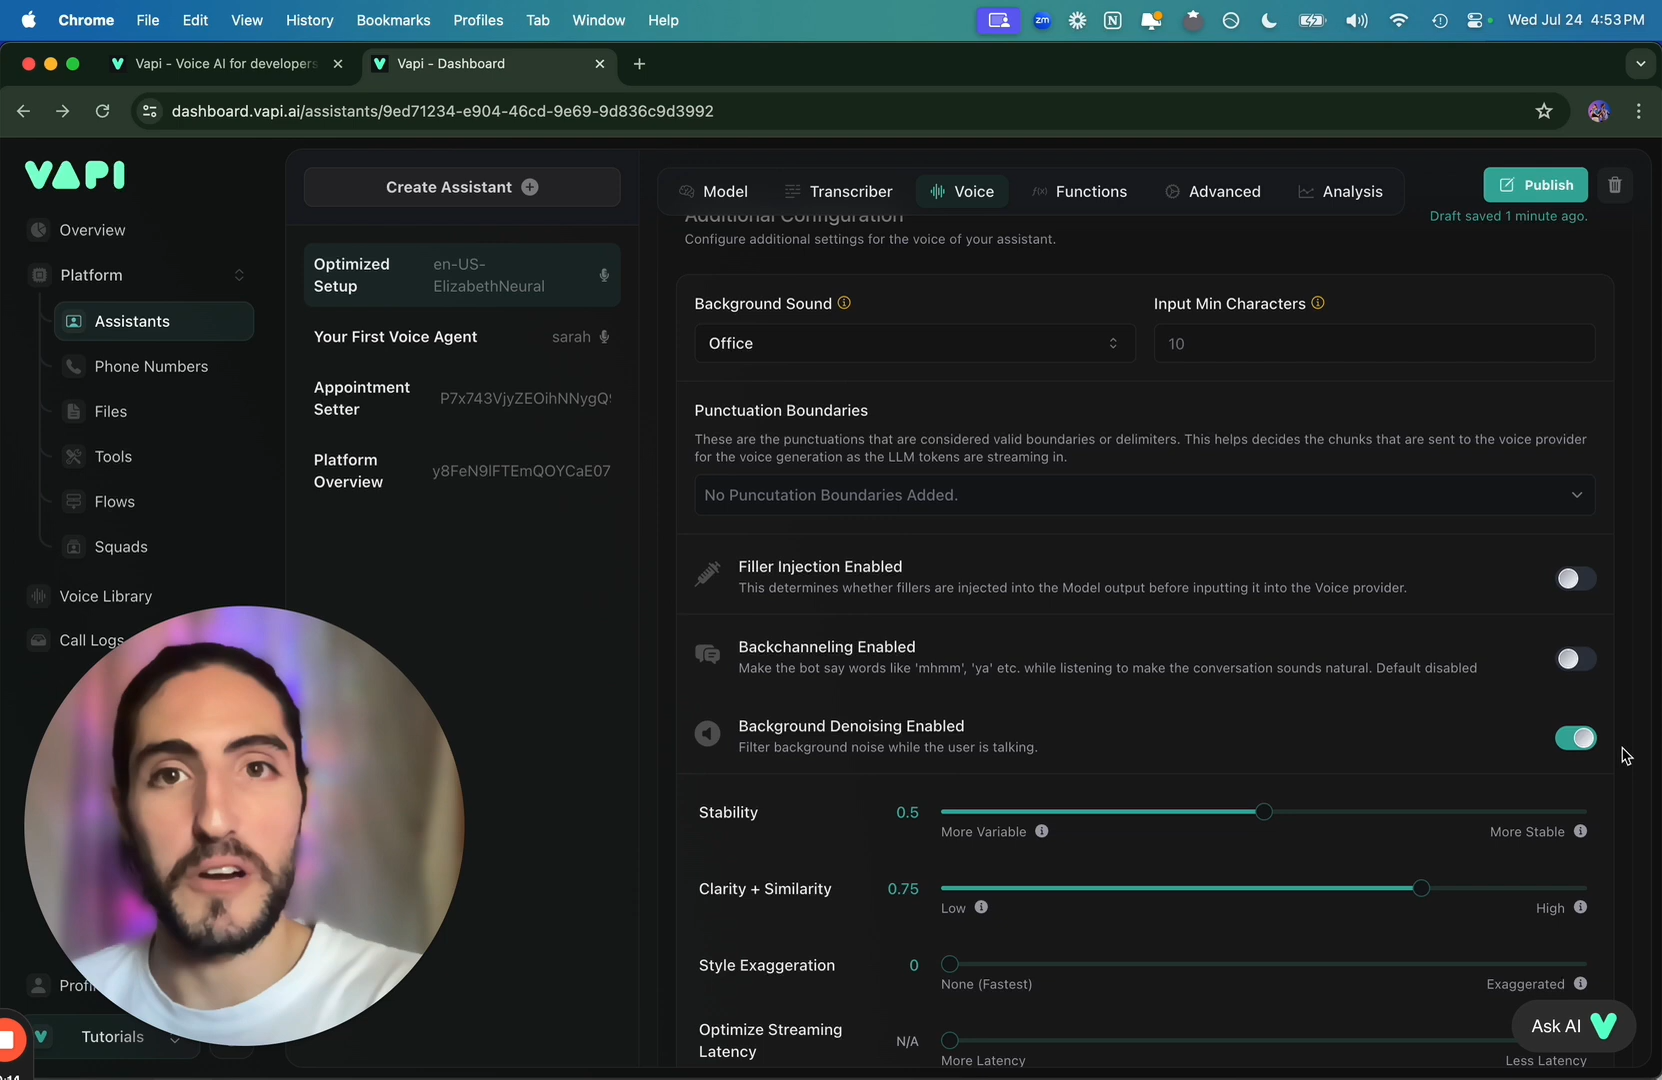 Chrome File Edit View History Bookmarks Profiles Tab Window Help
zm
Wed Jul 24 4:53 PM
Vapi - Voice AI for developers
Vapi - Dashboard
dashboard.vapi.ai/assistants/9ed71234-e904-46cd-9e69-9d836c9d3992
VAPI
Overview
Platform
Assistants
Phone Numbers
Files
Tools
Flows
Squads
Voice Library
Call Logs
Tutorials
Create Assistant
Optimized Setup
en-US-
ElizabethNeural
Your First Voice Agent
sarah
Appointment
Setter
P7x743VjyZEOihNNygQ
Platform
Overview
y8FeN9lFTEmQOYCaE07
Model
Transcriber
Voice
Functions
Advanced
Analysis
Publish
Draft saved 1 minute ago.
Additional Configuration
Configure additional settings for the voice of your assistant.
Background Sound
Office
Input Min Characters
10
Punctuation Boundaries
These are the punctuations that are considered valid boundaries or delimiters. This helps decides the chunks that are sent to the voice provider
for the voice generation as the LLM tokens are streaming in.
No Puncutation Boundaries Added.
Filler Injection Enabled
This determines whether fillers are injected into the Model output before inputting it into the Voice provider.
Backchanneling Enabled
Make the bot say words like 'mhmm', 'ya' etc. while listening to make the conversation sounds natural. Default disabled
Background Denoising Enabled
Filter background noise while the user is talking.
Stability 0.5
More Variable
More Stable
Clarity + Similarity 0.75
Low
High
Style Exaggeration 0
None (Fastest)
Exaggerated
Optimize Streaming
Latency
N/A
More Latency
Less Latency
Ask AI